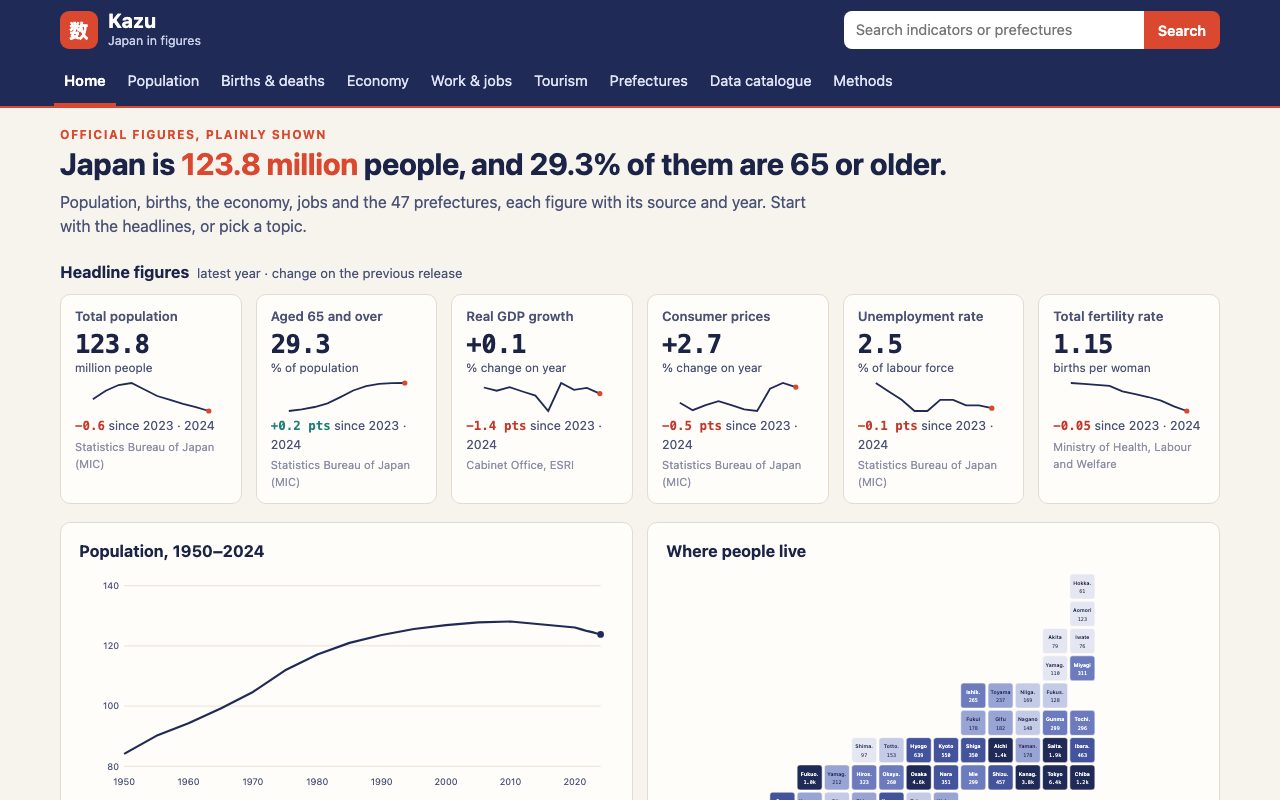 数
Kazu
Japan in figures
Search indicators or prefectures
Search
Home
Population
Births & deaths
Economy
Work & jobs
Tourism
Prefectures
Data catalogue
Methods
OFFICIAL FIGURES, PLAINLY SHOWN
Japan is 123.8 million people, and 29.3% of them are 65 or older.
Population, births, the economy, jobs and the 47 prefectures, each figure with its source and year. Start
with the headlines, or pick a topic.
Headline figures latest year · change on the previous release
Total population
123.8
million people
−0.6 since 2023 · 2024
Statistics Bureau of Japan
(MIC)
Aged 65 and over
29.3
% of population
+0.2 pts since 2023 ·
2024
Statistics Bureau of Japan
(MIC)
Real GDP growth
+0.1
% change on year
−1.4 pts since 2023 ·
2024
Cabinet Office, ESRI
Consumer prices
+2.7
% change on year
−0.5 pts since 2023 ·
2024
Statistics Bureau of Japan
(MIC)
Unemployment rate
2.5
% of labour force
−0.1 pts since 2023 ·
2024
Statistics Bureau of Japan
(MIC)
Total fertility rate
1.15
births per woman
−0.05 since 2023 · 2024
Ministry of Health, Labour
and Welfare
Population, 1950–2024
140
120
100
80
1950 1960 1970 1980 1990 2000 2010 2020
Where people live
Hokka.
61
Aomori
123
Akita Iwate
79 76
Yamag. Miyagi
110 311
Ishik. Toyama Niiga. Fukus.
265 237 169 128
Fukui Gifu Nagano Gunma Tochi.
178 182 148 299 296
Shima. Totto. Hyogo Kyoto Shiga Aichi Yaman. Saita. Ibara.
97 153 639 550 350 1.4k 178 1.9k 463
Fukuo. Yamag. Hiros. Okaya. Osaka Nara Mie Shizu. Kanag. Tokyo Chiba
1.0k 212 323 260 4.6k 351 299 457 3.8k 6.4k 1.2k